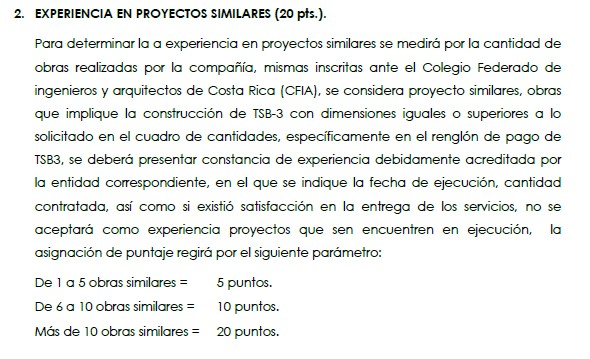 2. EXPERIENCIA EN PROYECTOS SIMILARES (20 pts.).
Para determinar la a experiencia en proyectos similares se medirá por la cantidad de
obras realizadas por la compañía, mismas inscritas ante el Colegio Federado de
ingenieros y arquitectos de Costa Rica (CFIA), se considera proyecto similares, obras
que implique la construcción de TSB-3 con dimensiones iguales o superiores a lo
solicitado en el cuadro de cantidades, específicamente en el renglón de pago de
TSB3, se deberá presentar constancia de experiencia debidamente acreditada por
la entidad correspondiente, en el que se indique la fecha de ejecución, cantidad
contratada, así como si existió satisfacción en la entrega de los servicios, no se
aceptará como experiencia proyectos que sen encuentren en ejecución, la
asignación de puntaje regirá por el siguiente parámetro:
De 1 a 5 obras similares = 5 puntos.
De 6 a 10 obras similares = 10 puntos.
Más de 10 obras similares = 20 puntos.